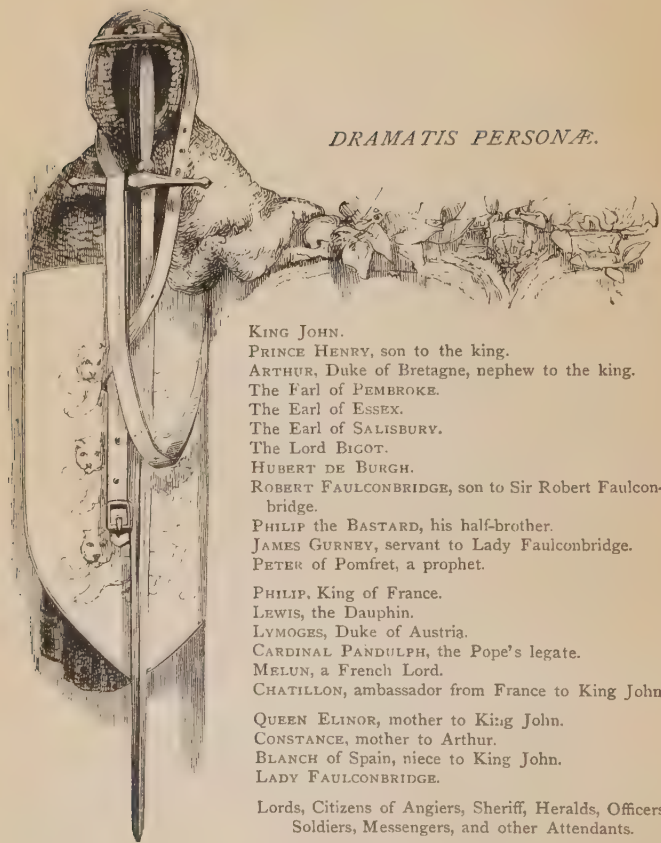 DRAMATIS PERSONÆ.
KING JOHN.
PRINCE HENRY, son to the king.
ARTHUR, Duke of Bretagne, nephew to the king.
The Earl of PEMBROKE.
The Earl of ESSEX.
The Earl of SALISBURY.
The Lord BIGOT.
HUBERT DE BURGH.
ROBERT FAULCONBRIDGE, son to Sir Robert Faulcon-
bridge.
PHILIP the BASTARD, his half-brother.
JAMES GURNEY, servant to Lady Faulconbridge.
PETER of Pomfret, a prophet.
PHILIP, King of France.
LEWIS, the Dauphin.
LYMOGES, Duke of Austria.
CARDINAL PANDULPH, the Pope's legate.
MELUN, a French Lord.
CHATILLON, ambassador from France to King John
QUEEN ELINOR, mother to King John.
CONSTANCE, mother to Arthur.
BLANCH of Spain, niece to King John.
LADY FAULCONBRIDGE.
Lords, Citizens of Angiers, Sheriff, Heralds, Officers
Soldiers, Messengers, and other Attendants.